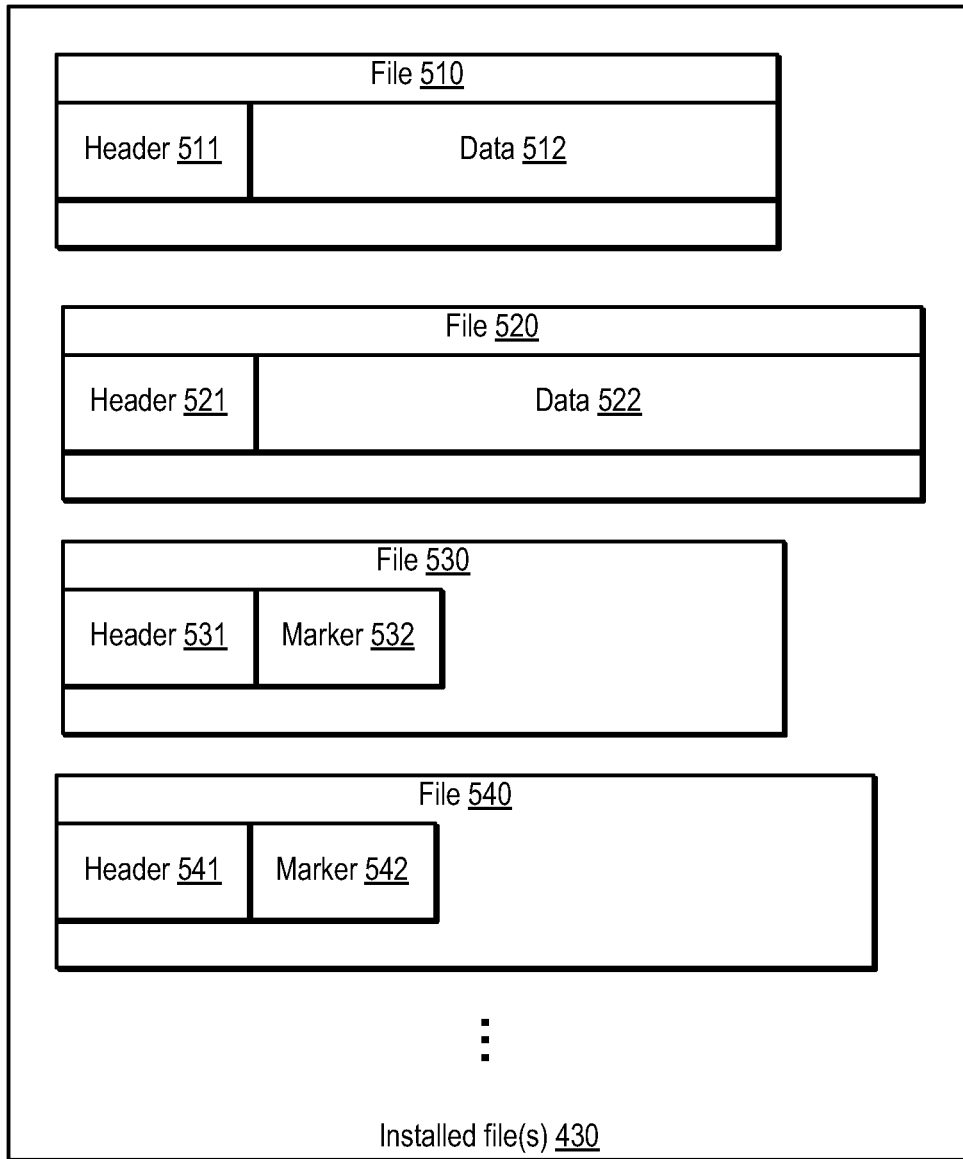 File 510
Header 511 Data 512
File 520
Header 521 Data 522
File 530
Header 531 Marker 532
File 540
Header 541 Marker 542
Installed file(s) 430